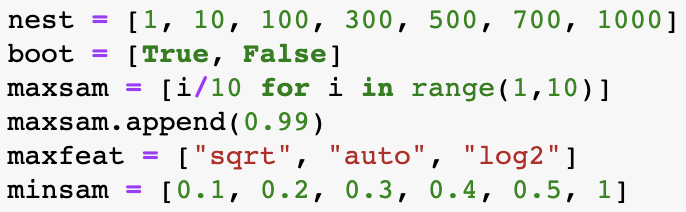 nest = [1, 10, 100, 300, 500, 700, 1000]
boot = [True, False]
maxsam = [i/10 for i in range(1,10)]
maxsam.append(0.99)
maxfeat = ["sqrt", "auto", "log2"]
minsam = [0.1, 0.2, 0.3, 0.4, 0.5, 1]